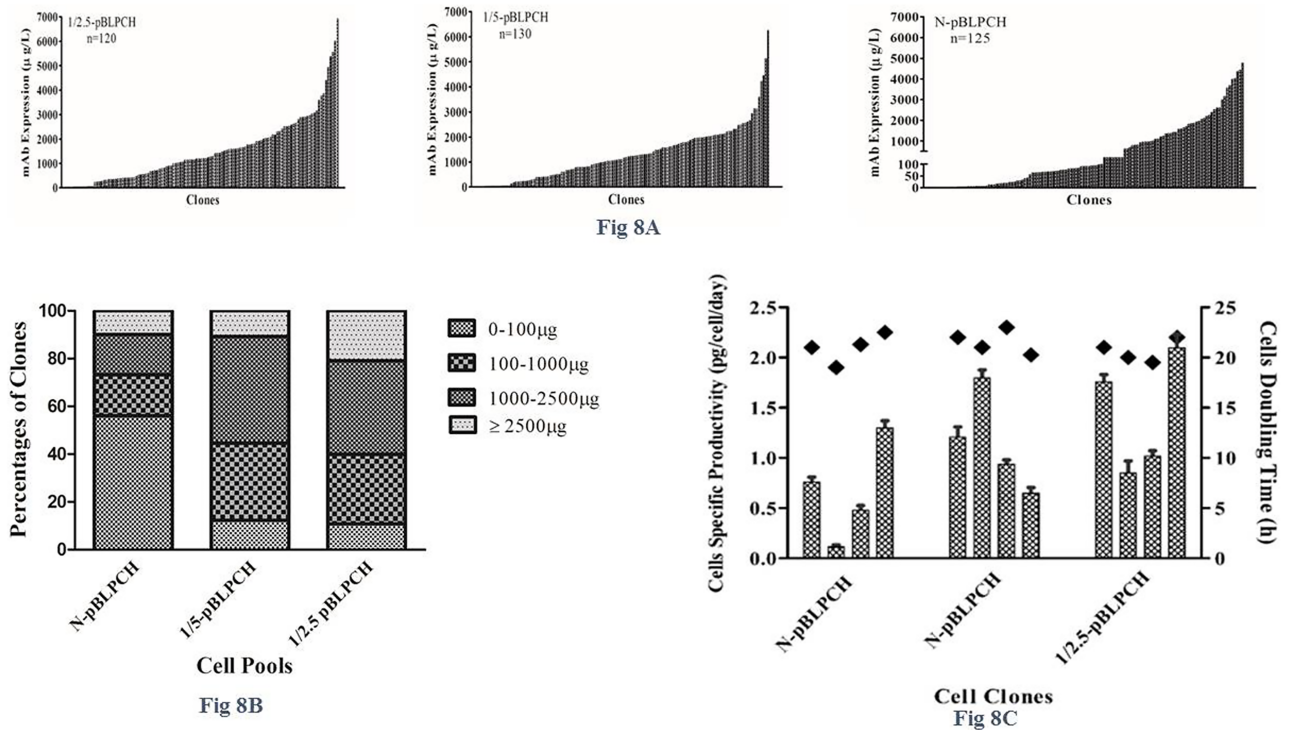 1/2.5-pBLPCH
n=120
mAb Expression (μ g/L)
7000
6000
5000
4000
3000
2000
1000
0
Clones
1/5-pBLPCH
n=130
mAb Expression (μ g/L)
7000
6000
5000
4000
3000
2000
1000
0
Clones
N-pBLPCH
n=125
mAb Expression (μ g/L)
7000
6000
5000
4000
3000
2000
1000
100
50
0
Clones
Fig 8A
Percentages of Clones
100
80
60
40
20
0
N-pBLPCH
1/5-pBLPCH
1/2.5 pBLPCH
Cell Pools
0-100μg
100-1000μg
1000-2500μg
≥ 2500μg
Fig 8B
Cells Specific Productivity (pg/cell/day)
2.5
2.0
1.5
1.0
0.5
0.0
25
20
15
10
5
0
Cells Doubling Time (h)
N-pBLPCH
N-pBLPCH
1/2.5-pBLPCH
Cell Clones
Fig 8C